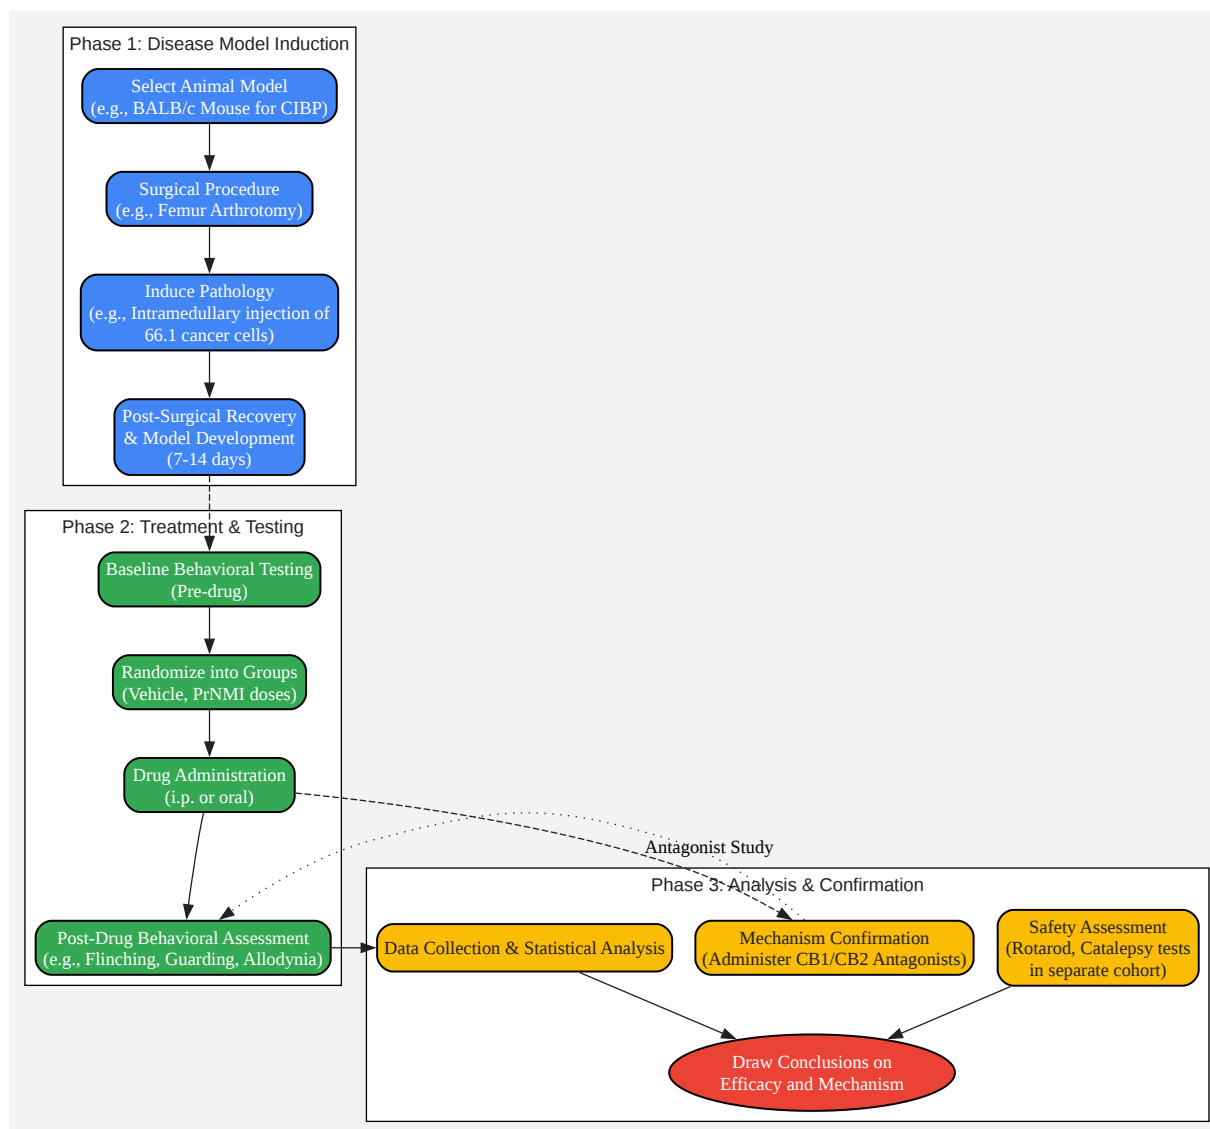 Phase 1: Disease Model Induction
Select Animal Model
(e.g., BALB/c Mouse for CIBP)
Surgical Procedure
(e.g., Femur Arthrotomy)
Induce Pathology
(e.g., Intramedullary injection of
66.1 cancer cells)
Post-Surgical Recovery
& Model Development
(7-14 days)
Phase 2: Treatment & Testing
Baseline Behavioral Testing
(Pre-drug)
Randomize into Groups
(Vehicle, PrNMI doses)
Drug Administration
(i.p. or oral)
Antagonist Study
Post-Drug Behavioral Assessment
(e.g., Flinching, Guarding, Allodynia)
Phase 3: Analysis & Confirmation
Data Collection & Statistical Analysis
Mechanism Confirmation
(Administer CB1/CB2 Antagonists)
Safety Assessment
(Rotarod, Catalepsy tests
in separate cohort)
Draw Conclusions on
Efficacy and Mechanism